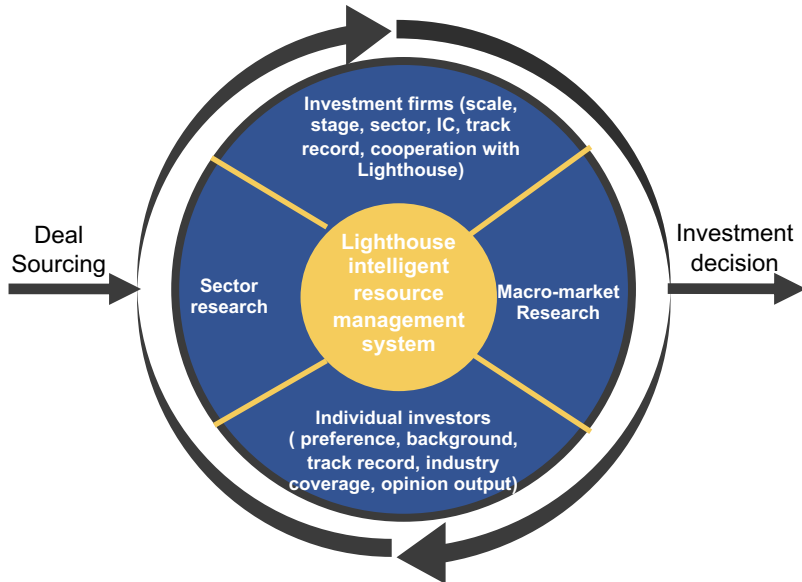 Investment firms (scale,
stage, sector, IC, track
record, cooperation with
Lighthouse)
Deal
Sourcing
Sector
research
Lighthouse
intelligent
resource
management
system
Macro-market
Research
Investment
decision
Individual investors
( preference, background,
track record, industry
coverage, opinion output)